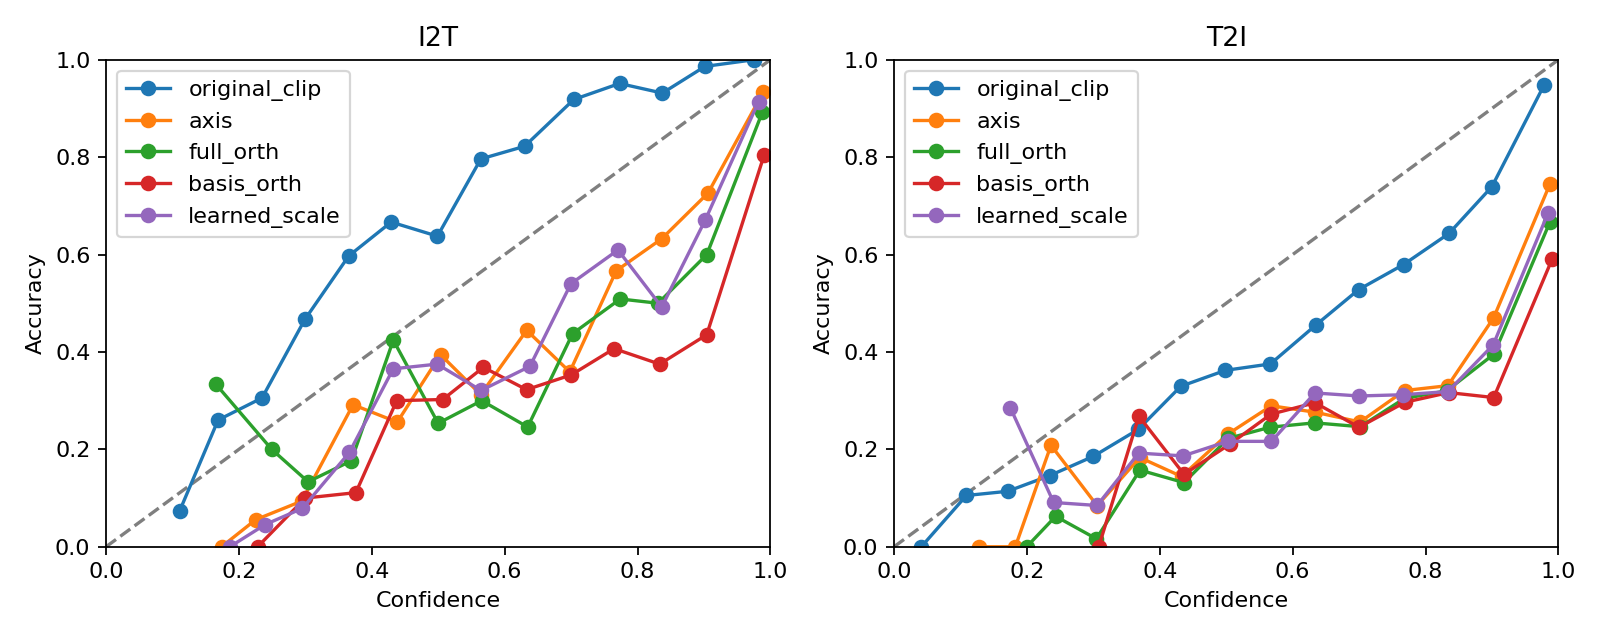 I2T
1.0
0.8
0.6
0.4
0.2
0.0
Accuracy
original_clip
axis
full_orth
basis_orth
learned_scale
0.0 0.2 0.4 0.6 0.8 1.0
Confidence
T2I
1.0
0.8
0.6
0.4
0.2
0.0
Accuracy
original_clip
axis
full_orth
basis_orth
learned_scale
0.0 0.2 0.4 0.6 0.8 1.0
Confidence